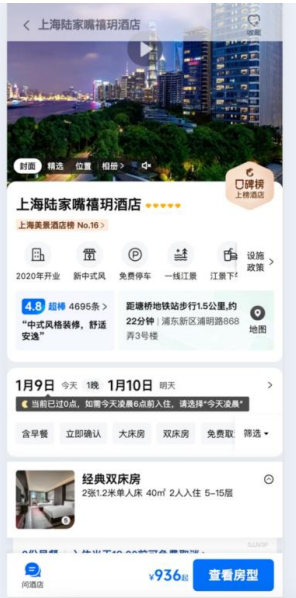 上海陆家嘴禧玥酒店
收藏
封面 精选 位置 相册
口碑榜
上榜酒店
上海陆家嘴禧玥酒店
上海美景酒店榜 No.16
2020年开业 新中式风 免费停车 一线江景 江景下
设施
政策
4.8 超棒 4695条
“中式风格装修，舒适
安逸”
距塘桥地铁站步行1.5公里,约
22分钟 | 浦东新区浦明路868
弄3号楼
地图
1月9日 今天 1晚 1月10日 明天
当前已过0点，如需今天凌晨6点前入住，请选择“今天凌晨”
含早餐 立即确认 大床房 双床房 免费取 筛选
经典双床房
2张1.2米单人床 40㎡ 2人入住 5-15层
问酒店
¥936起
查看房型